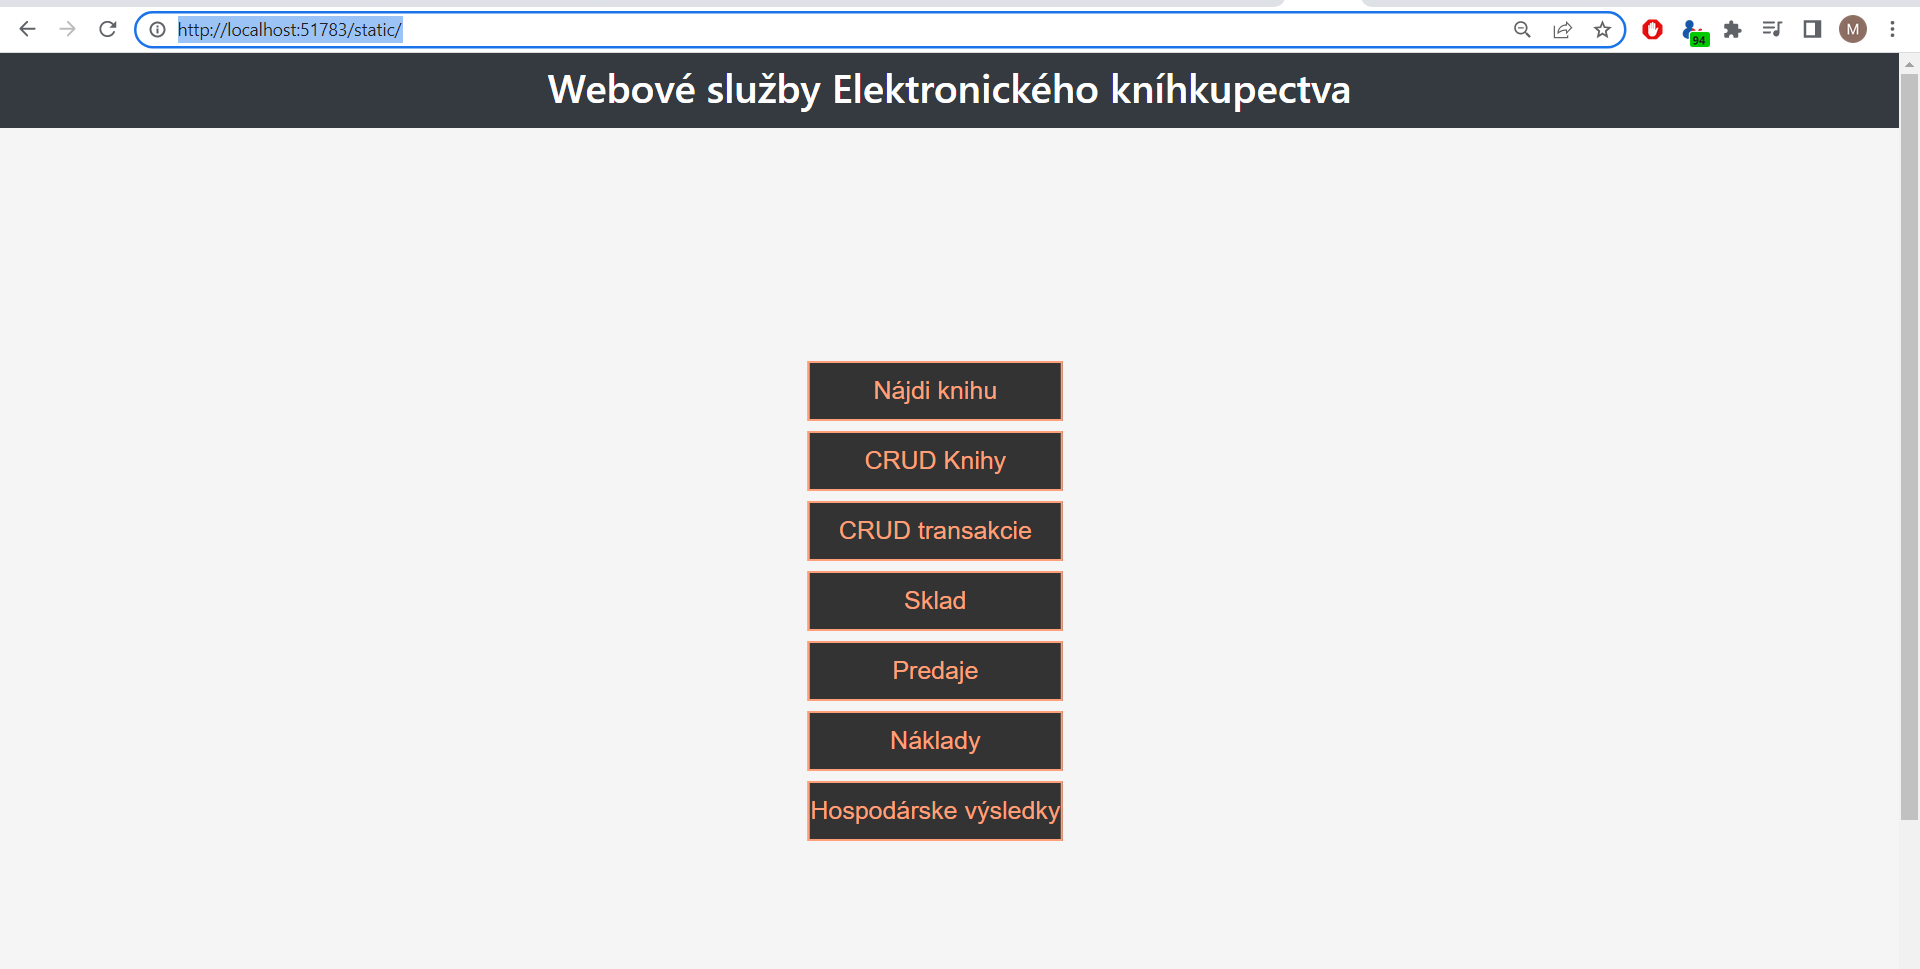 http://localhost:51783/static/
94
M
Webové služby Elektronického kníhkupectva
Nájdi knihu
CRUD Knihy
CRUD transakcie
Sklad
Predaje
Náklady
Hospodárske výsledky